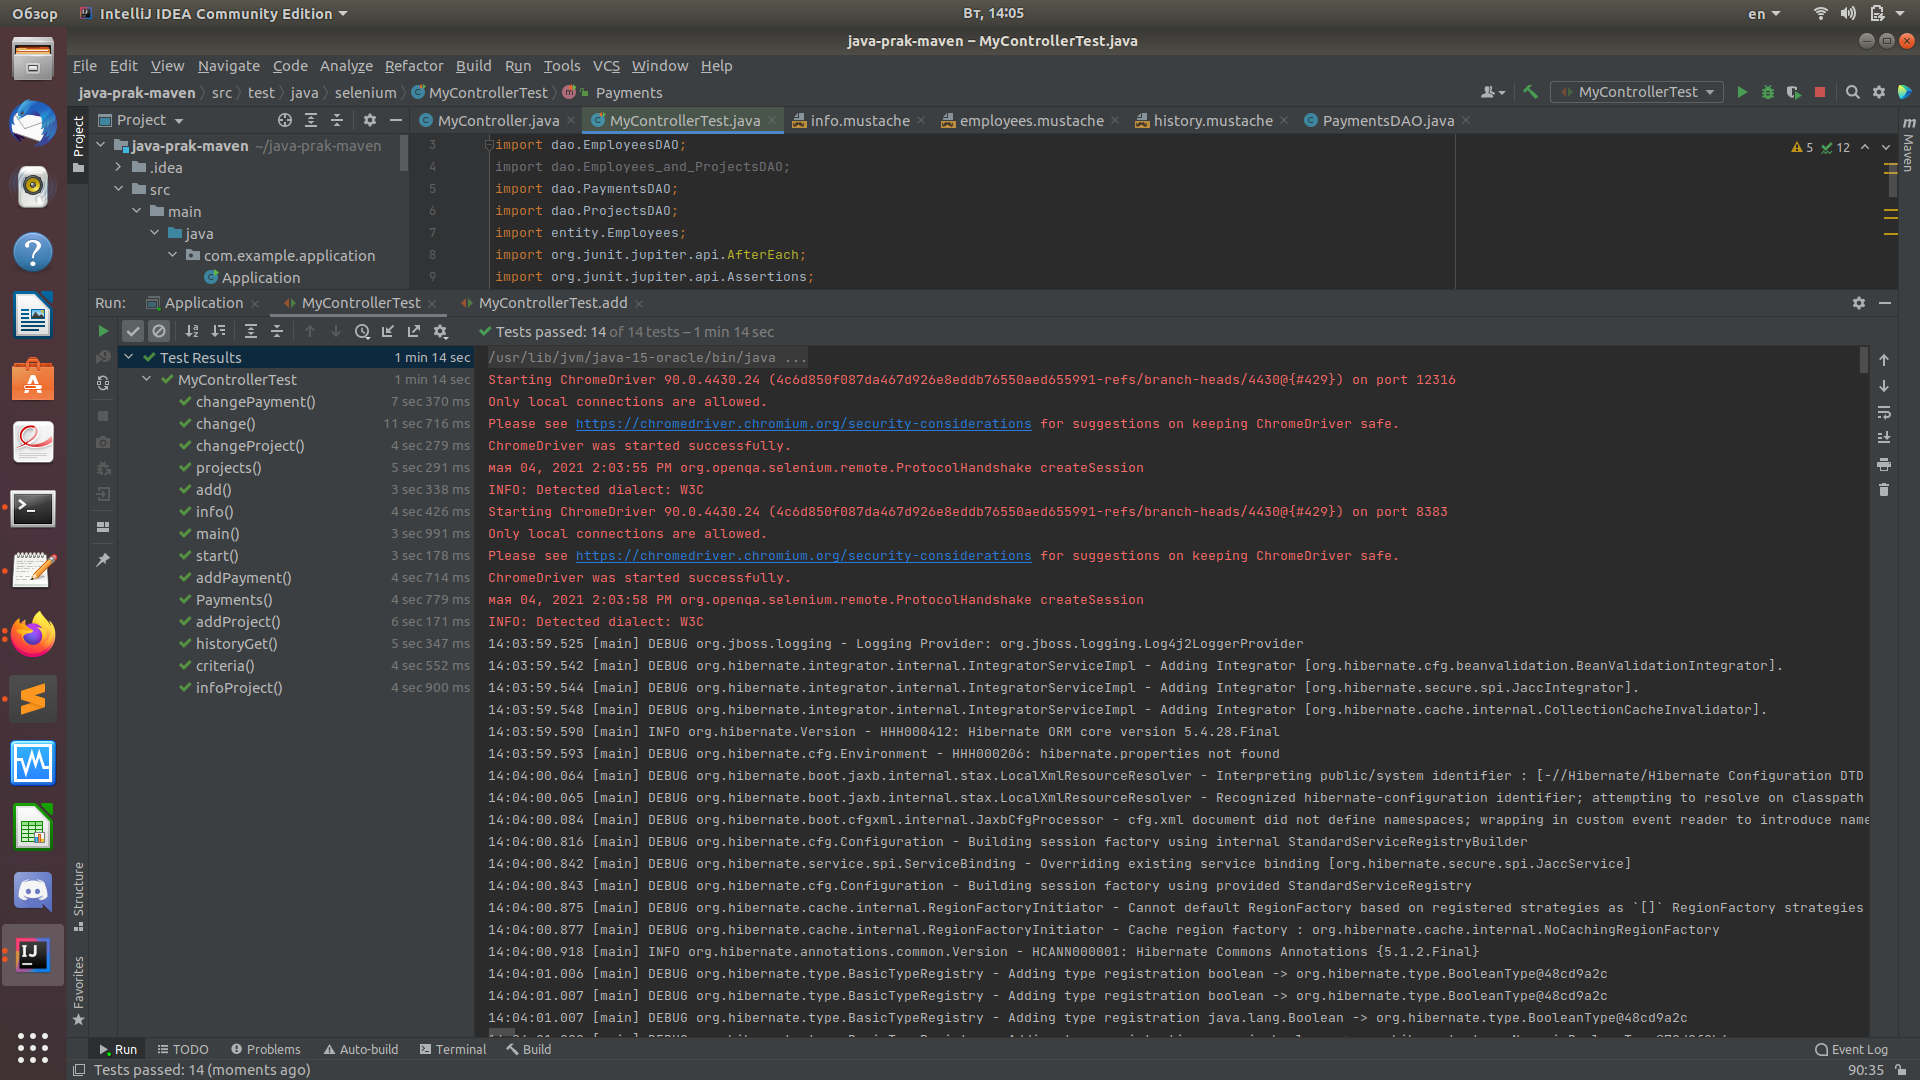 Обзор
IntelliJ IDEA Community Edition
Вт, 14:05
en
java-prak-maven – MyControllerTest.java
File Edit View Navigate Code Analyze Refactor Build Run Tools VCS Window Help
java-prak-maven src test java selenium MyControllerTest Payments
MyControllerTest
Project
MyController.java MyControllerTest.java info.mustache employees.mustache history.mustache PaymentsDAO.java
Project
Maven
java-prak-maven ~/java-prak-maven
.idea
src
main
java
com.example.application
Application
3 import dao.EmployeesDAO;
4 import dao.Employees_and_ProjectsDAO;
5 import dao.PaymentsDAO;
6 import dao.ProjectsDAO;
7 import entity.Employees;
8 import org.junit.jupiter.api.AfterEach;
9 import org.junit.jupiter.api.Assertions;
5 12
Run: Application MyControllerTest MyControllerTest.add
Tests passed: 14 of 14 tests – 1 min 14 sec
Test Results 1 min 14 sec
MyControllerTest 1 min 14 sec
changePayment() 7 sec 370 ms
change() 11 sec 716 ms
changeProject() 4 sec 279 ms
projects() 5 sec 291 ms
add() 3 sec 338 ms
info() 4 sec 426 ms
main() 3 sec 991 ms
start() 3 sec 178 ms
addPayment() 4 sec 714 ms
Payments() 4 sec 779 ms
addProject() 6 sec 171 ms
historyGet() 5 sec 347 ms
criteria() 4 sec 552 ms
infoProject() 4 sec 900 ms
/usr/lib/jvm/java-15-oracle/bin/java ...
Starting ChromeDriver 90.0.4430.24 (4c6d850f087da467d926e8eddb76550aed655991-refs/branch-heads/4430@{#429}) on port 12316
Only local connections are allowed.
Please see https://chromedriver.chromium.org/security-considerations for suggestions on keeping ChromeDriver safe.
ChromeDriver was started successfully.
мая 04, 2021 2:03:55 PM org.openqa.selenium.remote.ProtocolHandshake createSession
INFO: Detected dialect: W3C
Starting ChromeDriver 90.0.4430.24 (4c6d850f087da467d926e8eddb76550aed655991-refs/branch-heads/4430@{#429}) on port 8383
Only local connections are allowed.
Please see https://chromedriver.chromium.org/security-considerations for suggestions on keeping ChromeDriver safe.
ChromeDriver was started successfully.
мая 04, 2021 2:03:58 PM org.openqa.selenium.remote.ProtocolHandshake createSession
INFO: Detected dialect: W3C
14:03:59.525 [main] DEBUG org.jboss.logging - Logging Provider: org.jboss.logging.Log4j2LoggerProvider
14:03:59.542 [main] DEBUG org.hibernate.integrator.internal.IntegratorServiceImpl - Adding Integrator [org.hibernate.cfg.beanvalidation.BeanValidationIntegrator].
14:03:59.544 [main] DEBUG org.hibernate.integrator.internal.IntegratorServiceImpl - Adding Integrator [org.hibernate.secure.spi.JaccIntegrator].
14:03:59.548 [main] DEBUG org.hibernate.integrator.internal.IntegratorServiceImpl - Adding Integrator [org.hibernate.cache.internal.CollectionCacheInvalidator].
14:03:59.590 [main] INFO org.hibernate.Version - HHH000412: Hibernate ORM core version 5.4.28.Final
14:03:59.593 [main] DEBUG org.hibernate.cfg.Environment - HHH000206: hibernate.properties not found
14:04:00.064 [main] DEBUG org.hibernate.boot.jaxb.internal.stax.LocalXmlResourceResolver - Interpreting public/system identifier : [-//Hibernate/Hibernate Configuration DTD
14:04:00.065 [main] DEBUG org.hibernate.boot.jaxb.internal.stax.LocalXmlResourceResolver - Recognized hibernate-configuration identifier; attempting to resolve on classpath
14:04:00.084 [main] DEBUG org.hibernate.boot.cfgxml.internal.JaxbCfgProcessor - cfg.xml document did not define namespaces; wrapping in custom event reader to introduce name
14:04:00.816 [main] DEBUG org.hibernate.cfg.Configuration - Building session factory using internal StandardServiceRegistryBuilder
14:04:00.842 [main] DEBUG org.hibernate.service.spi.ServiceBinding - Overriding existing service binding [org.hibernate.secure.spi.JaccService]
14:04:00.843 [main] DEBUG org.hibernate.cfg.Configuration - Building session factory using provided StandardServiceRegistry
14:04:00.875 [main] DEBUG org.hibernate.cache.internal.RegionFactoryInitiator - Cannot default RegionFactory based on registered strategies as `[]` RegionFactory strategies
14:04:00.877 [main] DEBUG org.hibernate.cache.internal.RegionFactoryInitiator - Cache region factory : org.hibernate.cache.internal.NoCachingRegionFactory
14:04:00.918 [main] INFO org.hibernate.annotations.common.Version - HCANN000001: Hibernate Commons Annotations {5.1.2.Final}
14:04:01.006 [main] DEBUG org.hibernate.type.BasicTypeRegistry - Adding type registration boolean -> org.hibernate.type.BooleanType@48cd9a2c
14:04:01.007 [main] DEBUG org.hibernate.type.BasicTypeRegistry - Adding type registration boolean -> org.hibernate.type.BooleanType@48cd9a2c
14:04:01.007 [main] DEBUG org.hibernate.type.BasicTypeRegistry - Adding type registration java.lang.Boolean -> org.hibernate.type.BooleanType@48cd9a2c
Structure
Favorites
Run TODO Problems Auto-build Terminal Build Event Log
Tests passed: 14 (moments ago) 90:35